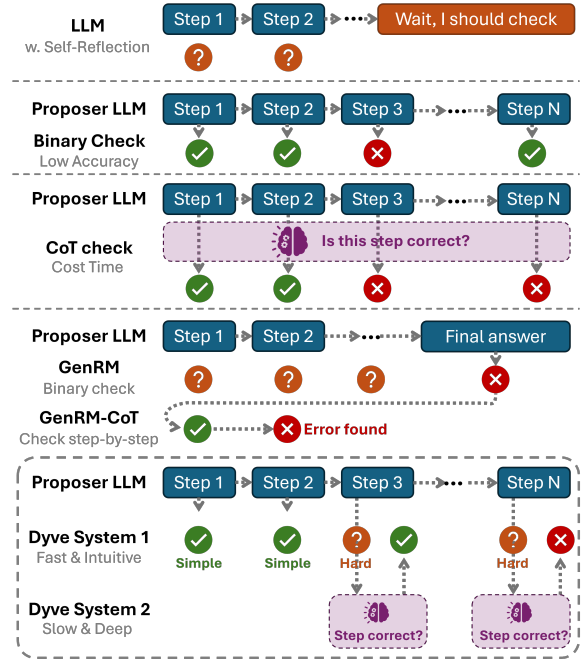 LLM
w. Self-Reflection
Step 1
Step 2
...
Wait, I should check
?
?
Proposer LLM
Step 1
Step 2
Step 3
...
Step N
Binary Check
Low Accuracy
Proposer LLM
Step 1
Step 2
Step 3
...
Step N
CoT check
Cost Time
Is this step correct?
Proposer LLM
Step 1
Step 2
...
Final answer
GenRM
Binary check
?
?
?
GenRM-CoT
Check step-by-step
Error found
Proposer LLM
Step 1
Step 2
Step 3
...
Step N
Dyve System 1
Fast & Intuitive
?
?
Simple
Simple
Hard
Hard
Dyve System 2
Slow & Deep
Step correct?
Step correct?